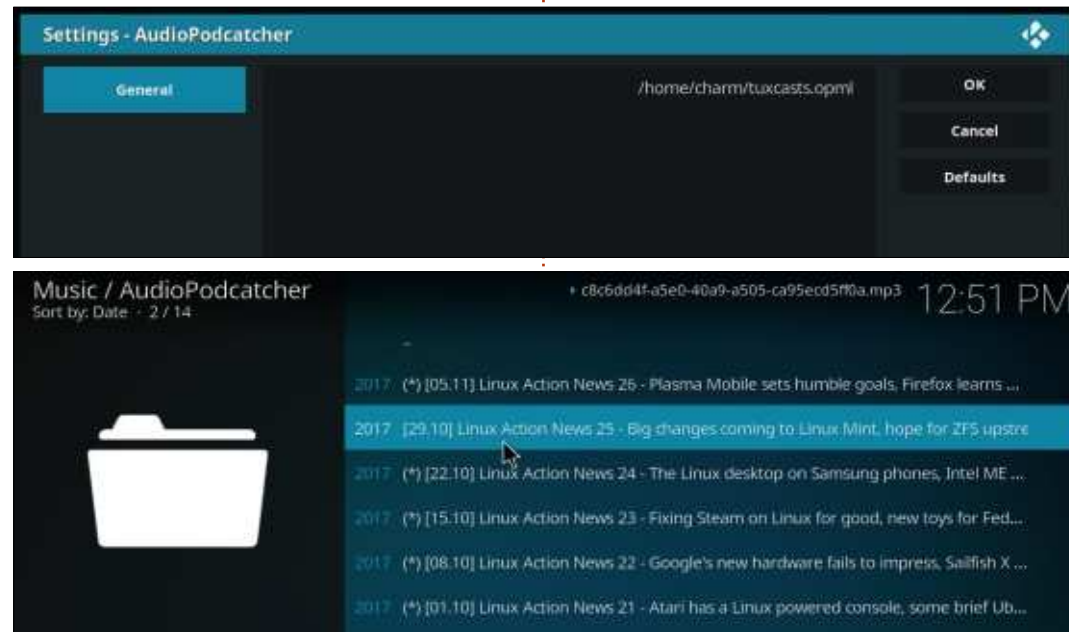 Settings - AudioPodcatcher
General
/home/charm/tuxcasts.opml
OK
Cancel
Defaults
Music / AudioPodcatcher
Sort by: Date · 2 / 14
c8c6dd4f-a5e0-40a9-a505-ca95ecd5ff0a.mp3
12:51 PM
..
2017 (*) [05.11] Linux Action News 26 - Plasma Mobile sets humble goals, Firefox learns ...
2017 [29.10] Linux Action News 25 - Big changes coming to Linux Mint, hope for ZFS upstre
2017 (*) [22.10] Linux Action News 24 - The Linux desktop on Samsung phones, Intel ME ...
2017 (*) [15.10] Linux Action News 23 - Fixing Steam on Linux for good, new toys for Fed...
2017 (*) [08.10] Linux Action News 22 - Google's new hardware fails to impress, Sailfish X ...
2017 (*) [01.10] Linux Action News 21 - Atari has a Linux powered console, some brief Ub...